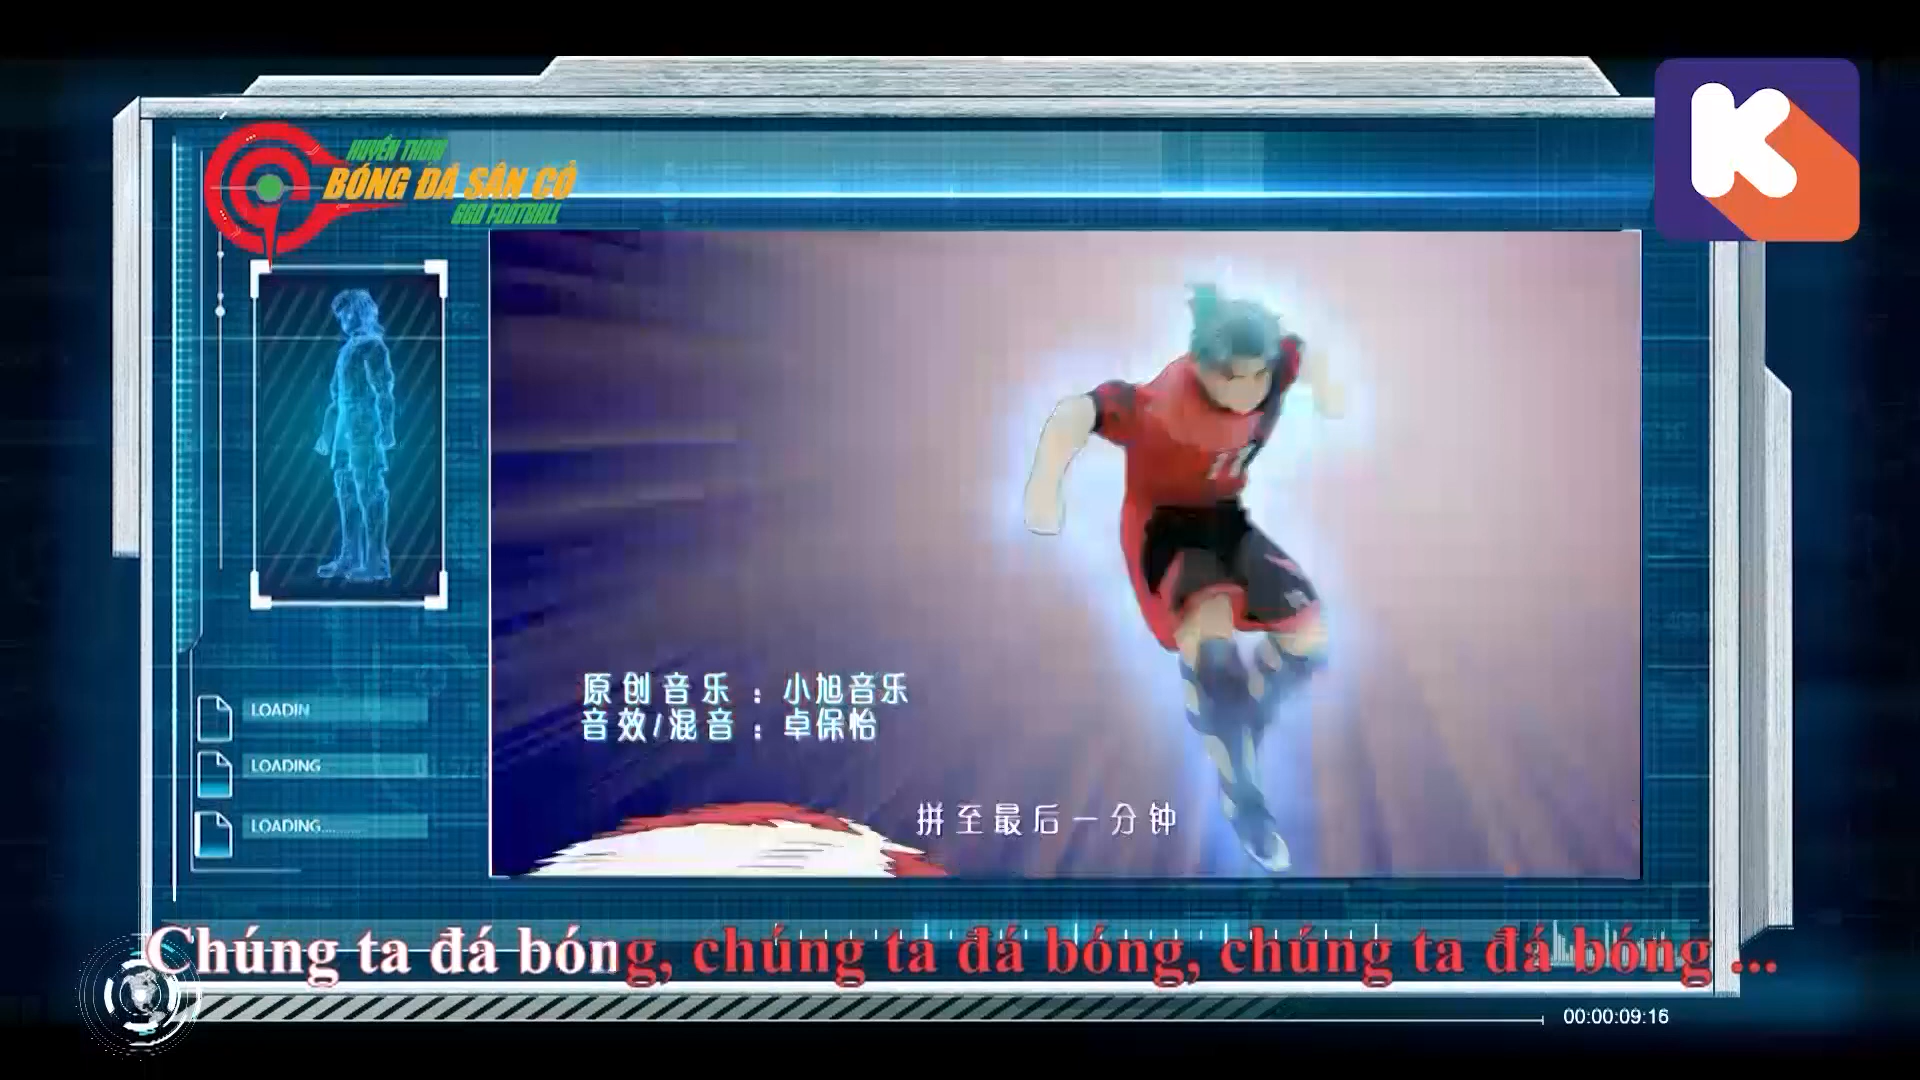 HUYỀN THOẠI
BÓNG ĐÁ SÂN CỎ
GGO FOOTBALL
K
11
LOADIN
LOADING
LOADING.........
原创音乐：小旭音乐
音效/混音：卓保怡
拼至最后一分钟
Chúng ta đá bóng, chúng ta đá bóng, chúng ta đá bóng ...
00:00:09:16